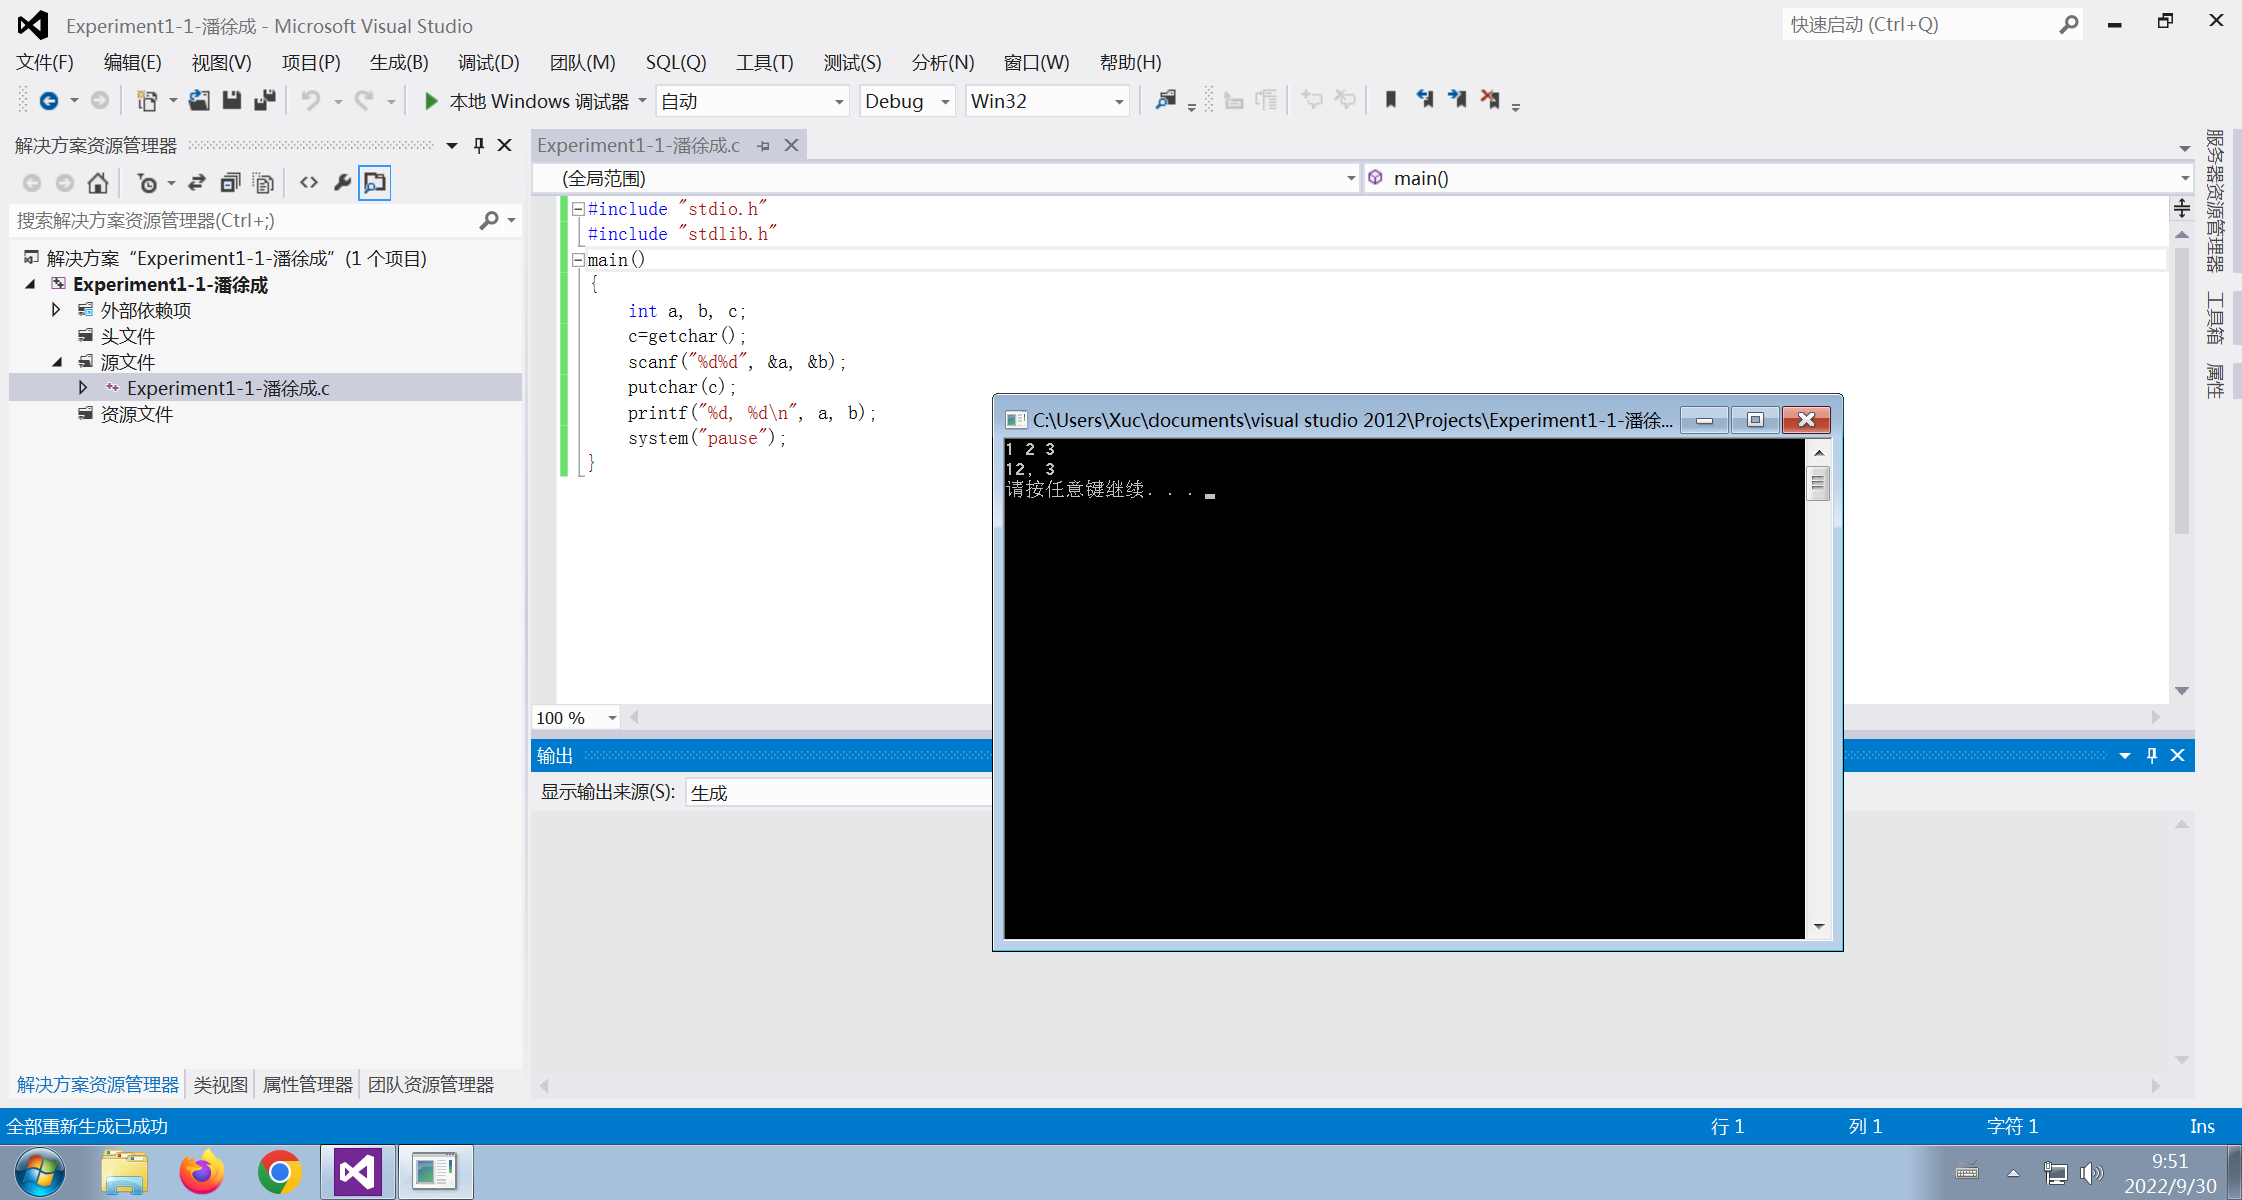 Experiment1-1-潘徐成 - Microsoft Visual Studio
快速启动 (Ctrl+Q)
文件(F) 编辑(E) 视图(V) 项目(P) 生成(B) 调试(D) 团队(M) SQL(Q) 工具(T) 测试(S) 分析(N) 窗口(W) 帮助(H)
本地 Windows 调试器 自动 Debug Win32
解决方案资源管理器
搜索解决方案资源管理器(Ctrl+;)
解决方案“Experiment1-1-潘徐成”(1 个项目)
Experiment1-1-潘徐成
外部依赖项
头文件
源文件
Experiment1-1-潘徐成.c
资源文件
解决方案资源管理器 类视图 属性管理器 团队资源管理器
Experiment1-1-潘徐成.c
(全局范围) main()
#include "stdio.h"
#include "stdlib.h"
main()
{
int a, b, c;
c=getchar();
scanf("%d%d", &a, &b);
putchar(c);
printf("%d, %d\n", a, b);
system("pause");
}
100 %
输出
显示输出来源(S): 生成
C:\Users\Xuc\documents\visual studio 2012\Projects\Experiment1-1-潘徐...
1 2 3
12, 3
请按任意键继续. . .
服务器资源管理器
工具箱
属性
全部重新生成已成功 行 1 列 1 字符 1 Ins
9:51
2022/9/30